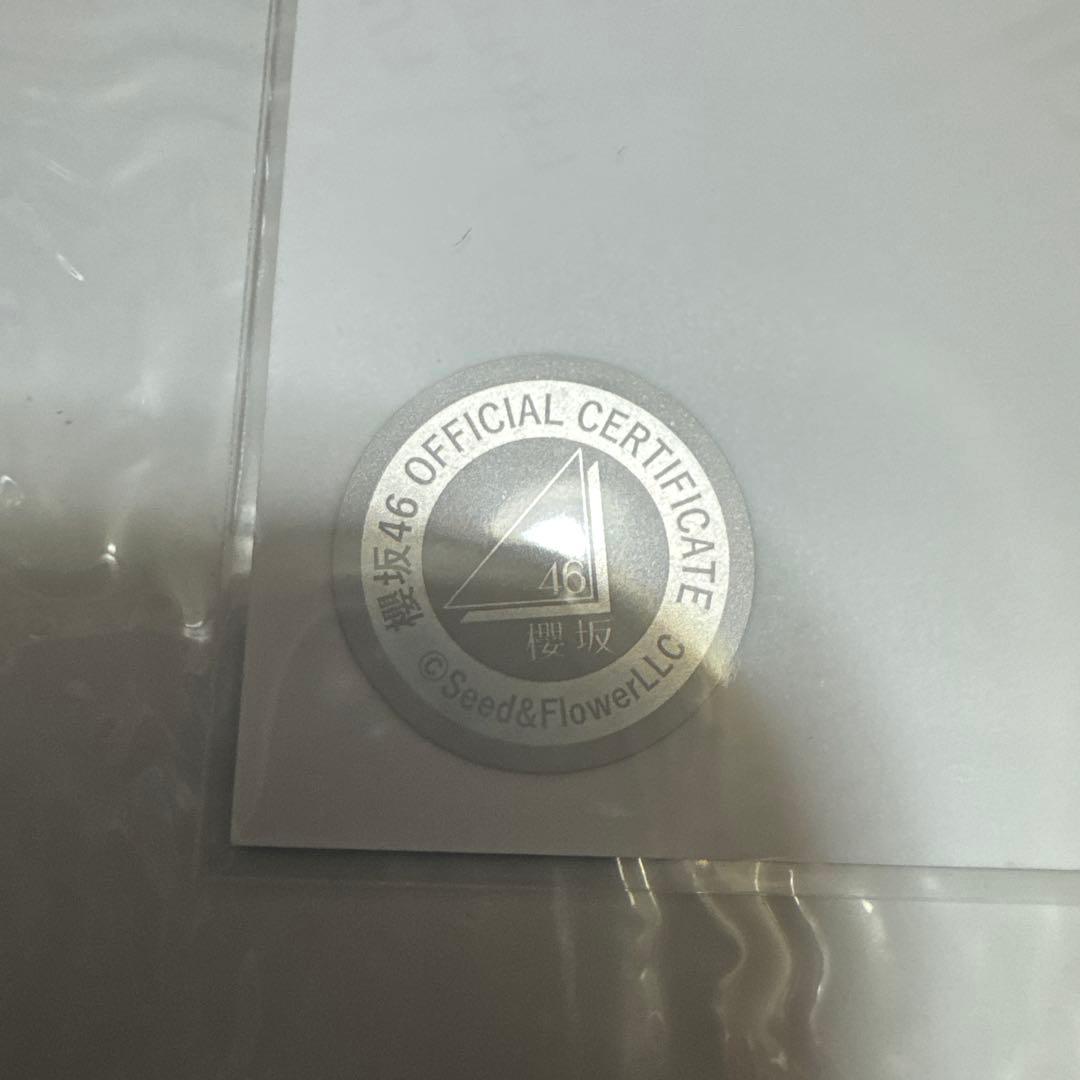 櫻坂46 OFFICIAL CERTIFICATE
46
櫻坂
©Seed&FlowerLLC